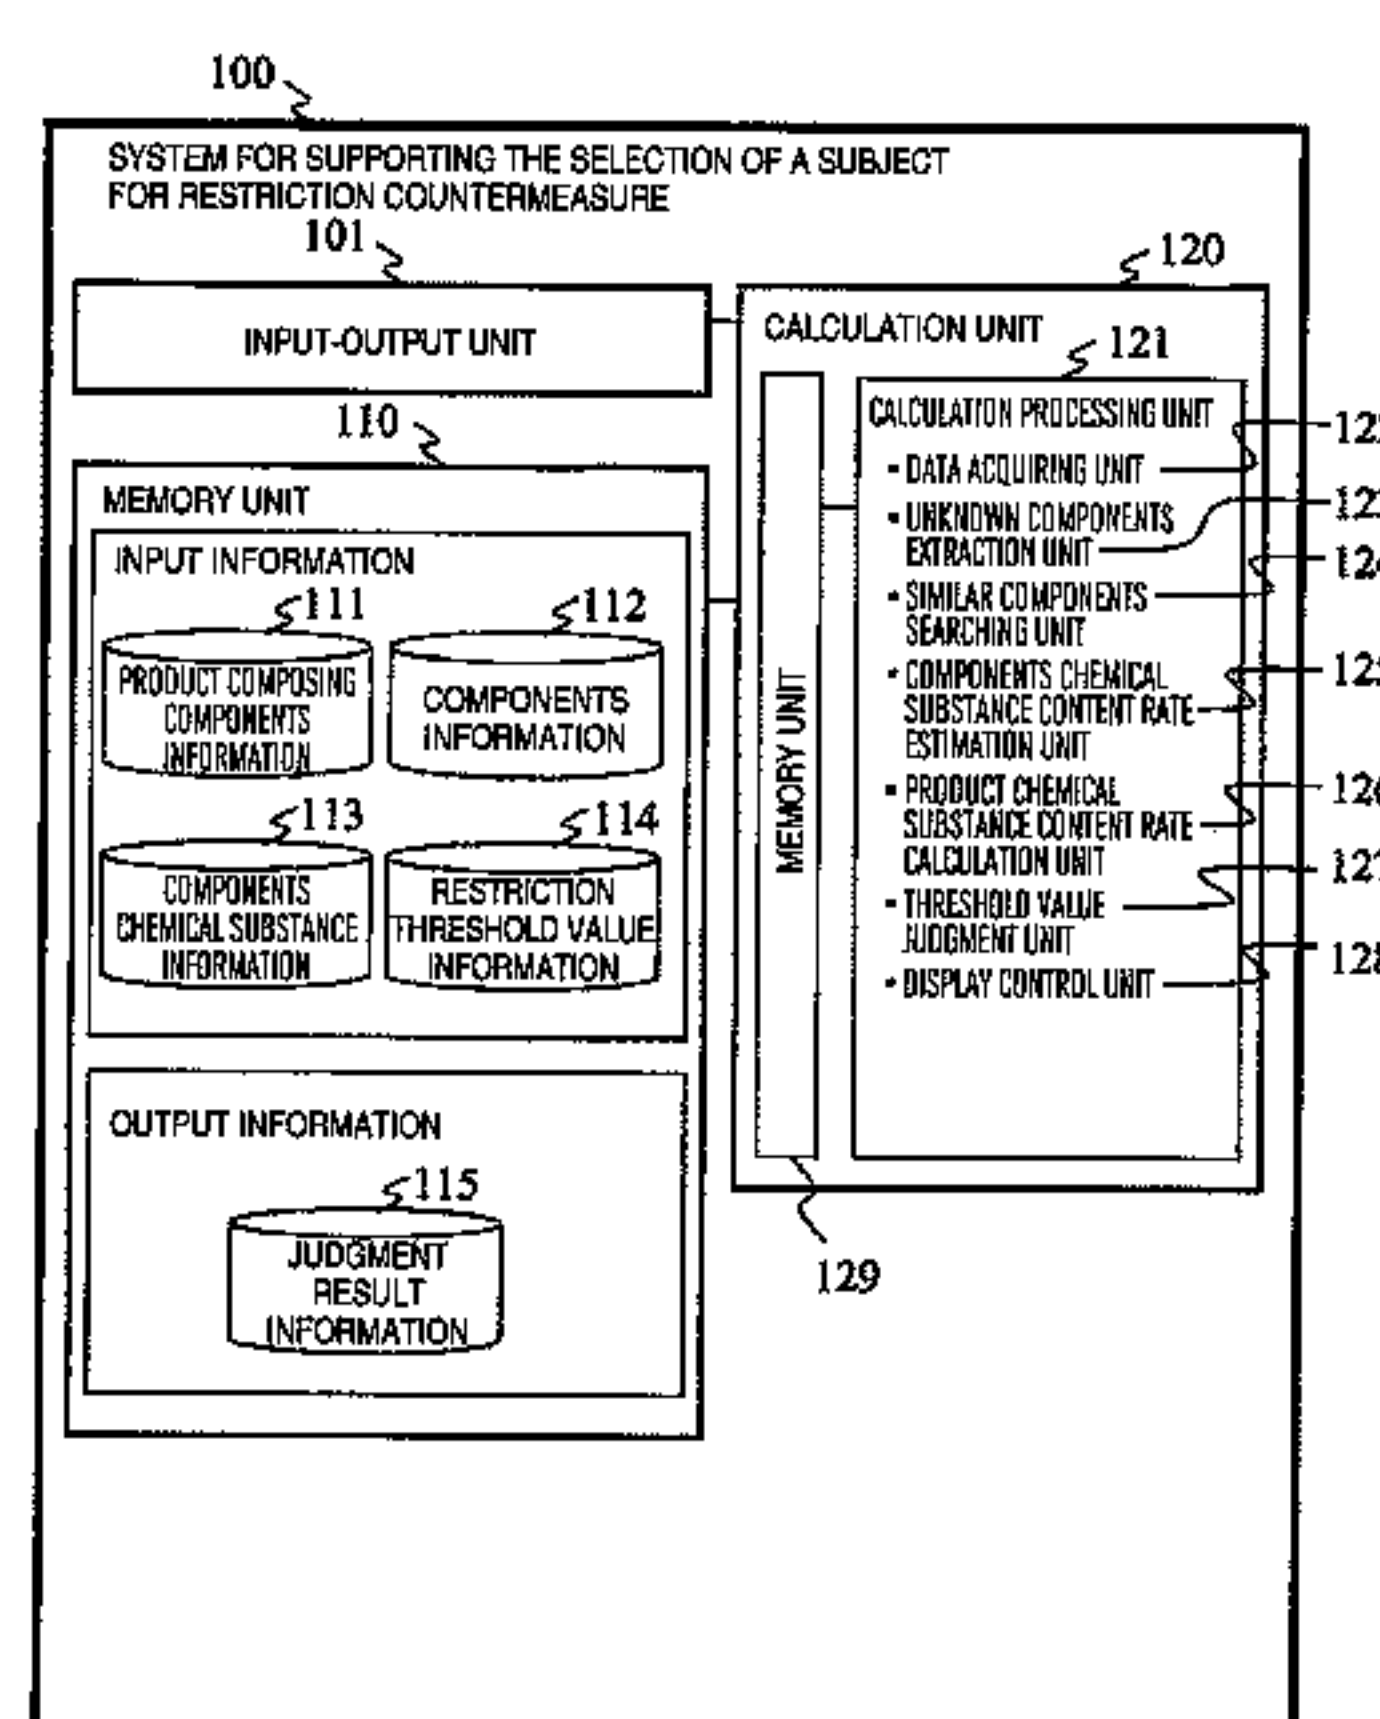 100
SYSTEM FOR SUPPORTING THE SELECTION OF A SUBJECT
FOR RESTRICTION COUNTERMEASURE
101
INPUT-OUTPUT UNIT
110
MEMORY UNIT
INPUT INFORMATION
111
PRODUCT COMPOSING
COMPONENTS
INFORMATION
112
COMPONENTS
INFORMATION
113
COMPONENTS
CHEMICAL SUBSTANCE
INFORMATION
114
RESTRICTION
THRESHOLD VALUE
INFORMATION
OUTPUT INFORMATION
115
JUDGMENT
RESULT
INFORMATION
120
CALCULATION UNIT
121
MEMORY UNIT
129
CALCULATION PROCESSING UNIT
▪ DATA ACQUIRING UNIT
▪ UNKNOWN COMPONENTS
EXTRACTION UNIT
▪ SIMILAR COMPONENTS
SEARCHING UNIT
▪ COMPONENTS CHEMICAL
SUBSTANCE CONTENT RATE
ESTIMATION UNIT
▪ PRODUCT CHEMICAL
SUBSTANCE CONTENT RATE
CALCULATION UNIT
▪ THRESHOLD VALUE
JUDGMENT UNIT
▪ DISPLAY CONTROL UNIT